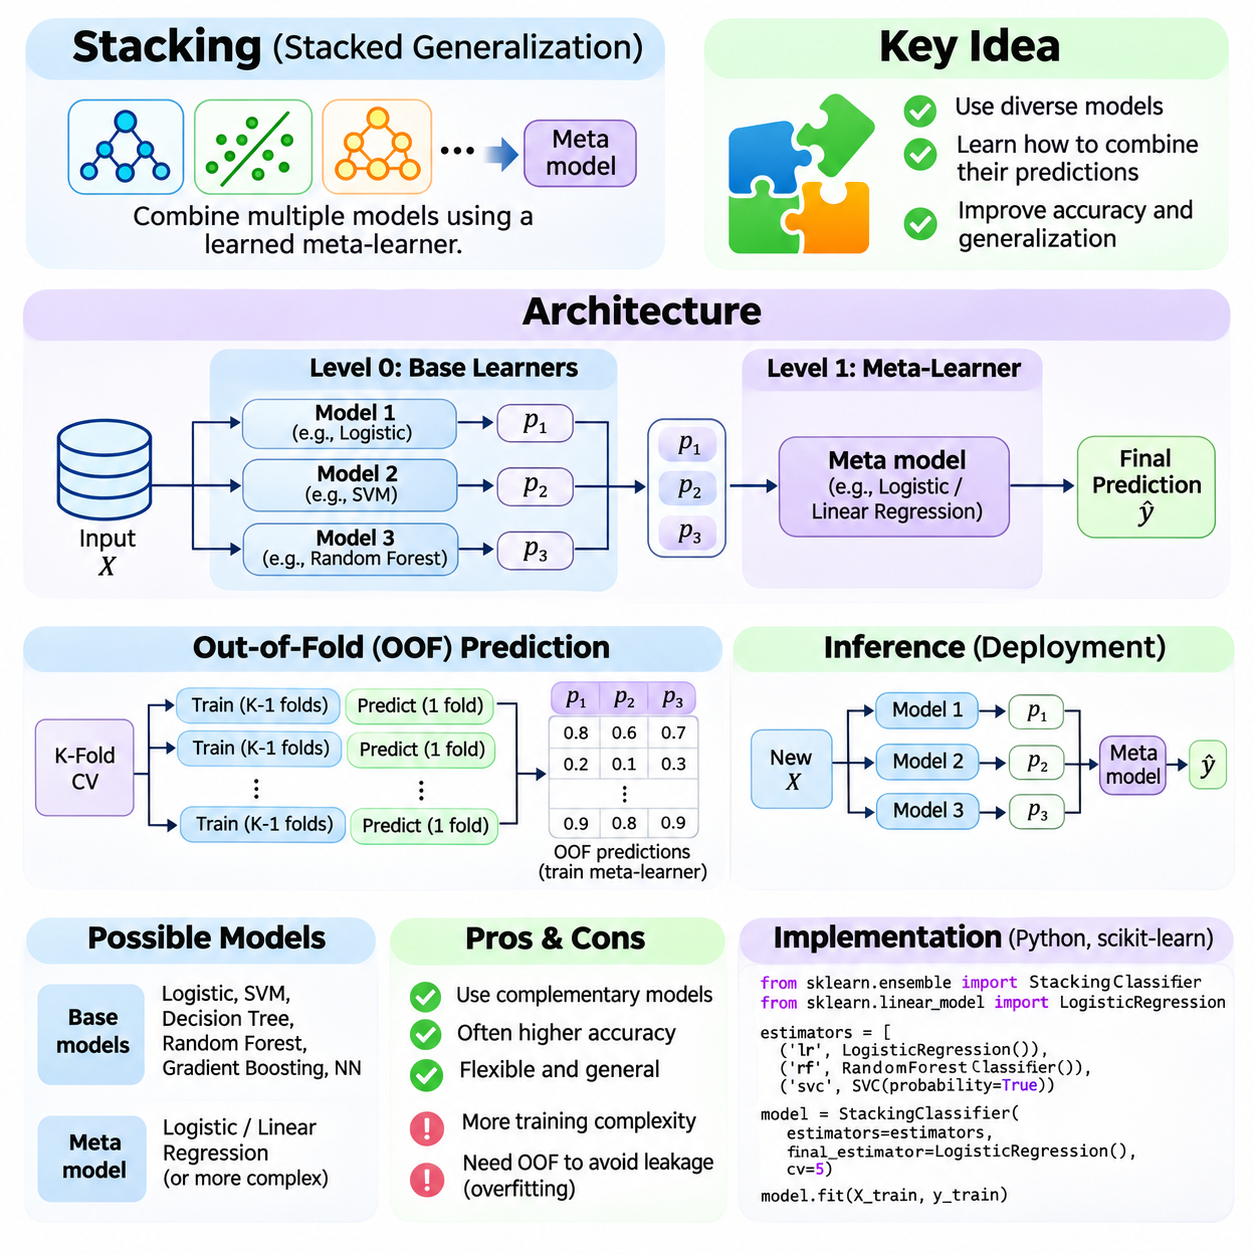 Stacking (Stacked Generalization)
Meta
model
Combine multiple models using a
learned meta-learner.
Key Idea
Use diverse models
Learn how to combine
their predictions
Improve accuracy and
generalization
Architecture
Level 0: Base Learners
Level 1: Meta-Learner
Input
X
Model 1
(e.g., Logistic)
p1
Model 2
(e.g., SVM)
p2
Model 3
(e.g., Random Forest)
p3
p1
p2
p3
Meta model
(e.g., Logistic /
Linear Regression)
Final
Prediction
ŷ
Out-of-Fold (OOF) Prediction
K-Fold
CV
Train (K-1 folds) Predict (1 fold)
Train (K-1 folds) Predict (1 fold)
⋮ ⋮
Train (K-1 folds) Predict (1 fold)
p1 p2 p3
0.8 0.6 0.7
0.2 0.1 0.3
⋮
0.9 0.8 0.9
OOF predictions
(train meta-learner)
Inference (Deployment)
New
X
Model 1 p1
Model 2 p2
Model 3 p3
Meta
model
ŷ
Possible Models
Base
models
Logistic, SVM,
Decision Tree,
Random Forest,
Gradient Boosting, NN
Meta
model
Logistic / Linear
Regression
(or more complex)
Pros & Cons
Use complementary models
Often higher accuracy
Flexible and general
More training complexity
Need OOF to avoid leakage
(overfitting)
Implementation (Python, scikit-learn)
from sklearn.ensemble import StackingClassifier
from sklearn.linear_model import LogisticRegression
estimators = [
('lr', LogisticRegression()),
('rf', RandomForestClassifier()),
('svc', SVC(probability=True))
model = StackingClassifier(
estimators=estimators,
final_estimator=LogisticRegression(),
cv=5)
model.fit(X_train, y_train)